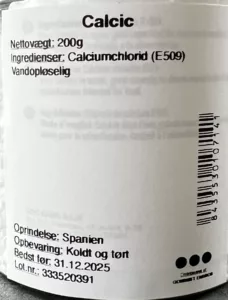 Calcic
Nettovægt: 200g
Ingredienser: Calciumchlorid (E509)
Vandopløselig
8435530107141
Oprindelse: Spanien
Opbevaring: Koldt og tørt
Bedst før: 31.12.2025
Lot.nr.: 333520391